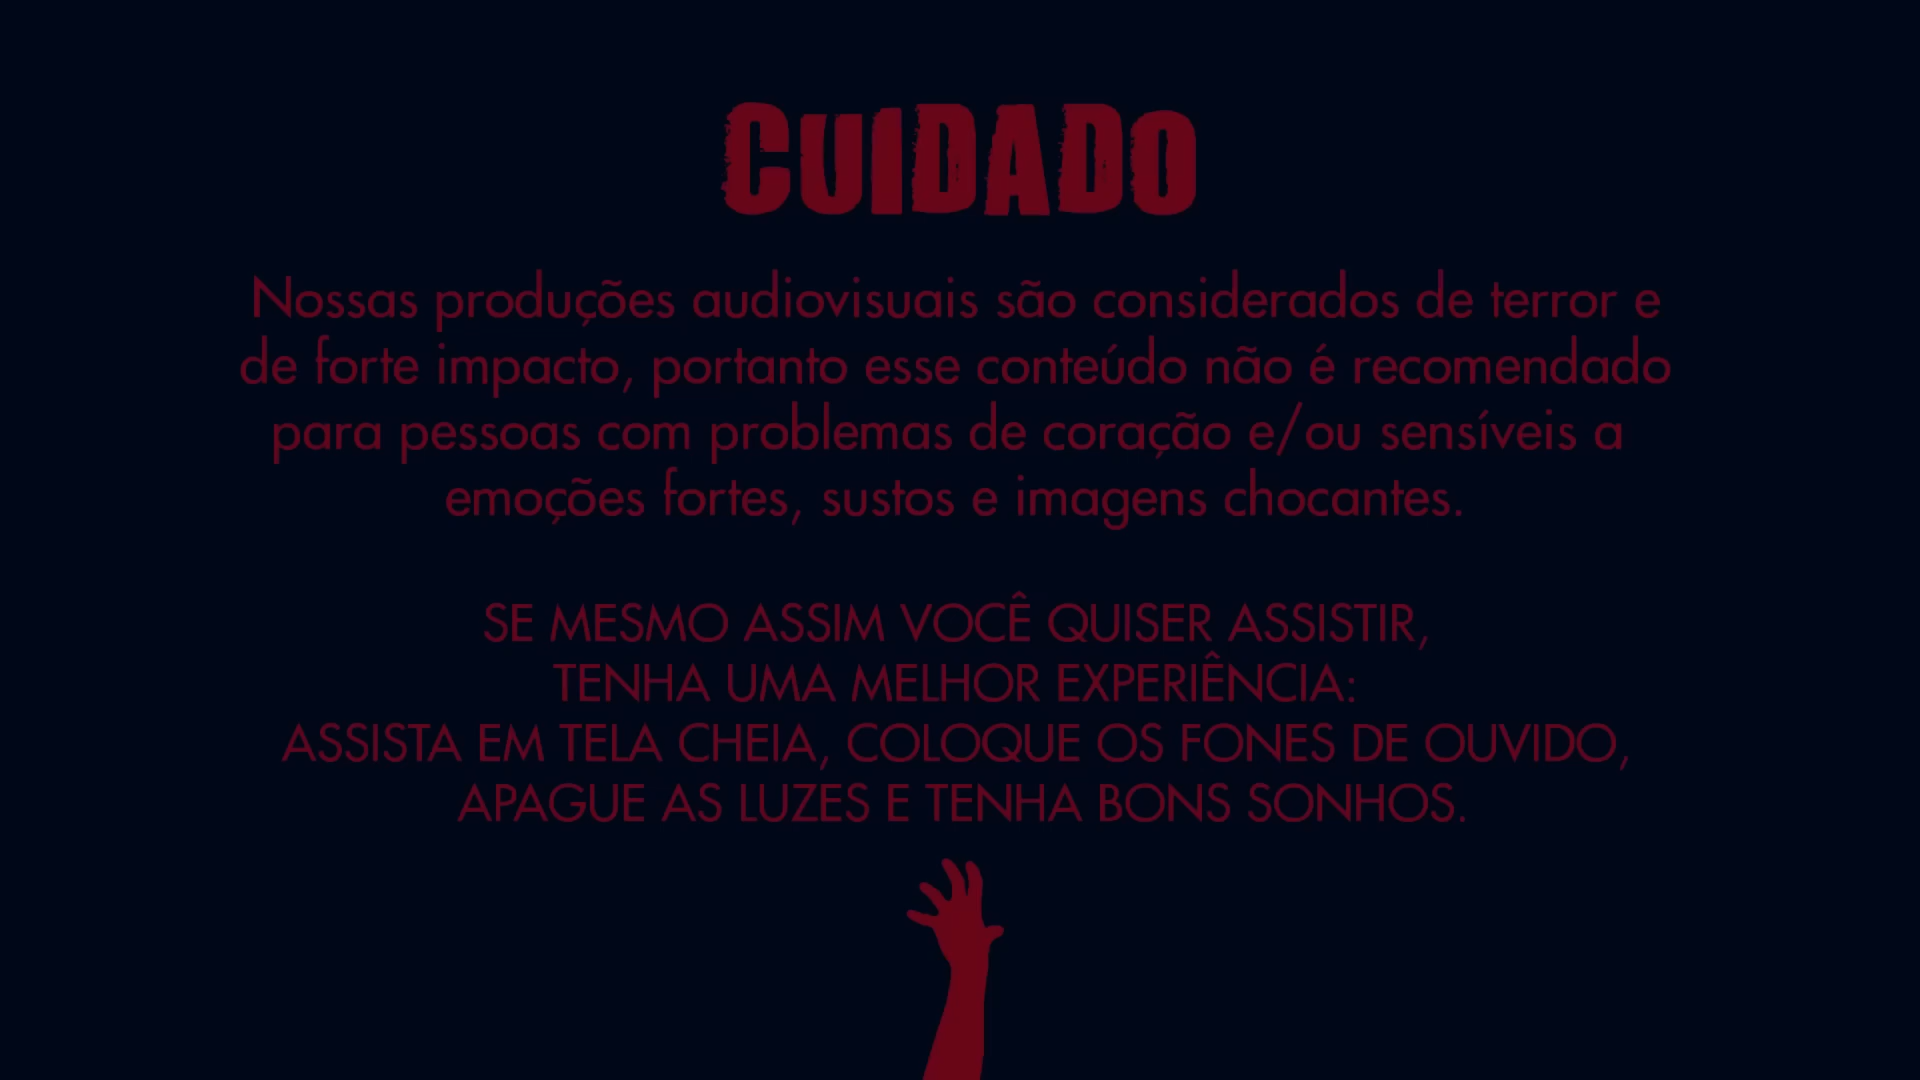 CUIDADO
Nossas produções audiovisuais são considerados de terror e
de forte impacto, portanto esse conteúdo não é recomendado
para pessoas com problemas de coração e/ou sensíveis a
emoções fortes, sustos e imagens chocantes.
SE MESMO ASSIM VOCÊ QUISER ASSISTIR,
TENHA UMA MELHOR EXPERIÊNCIA:
ASSISTA EM TELA CHEIA, COLOQUE OS FONES DE OUVIDO,
APAGUE AS LUZES E TENHA BONS SONHOS.